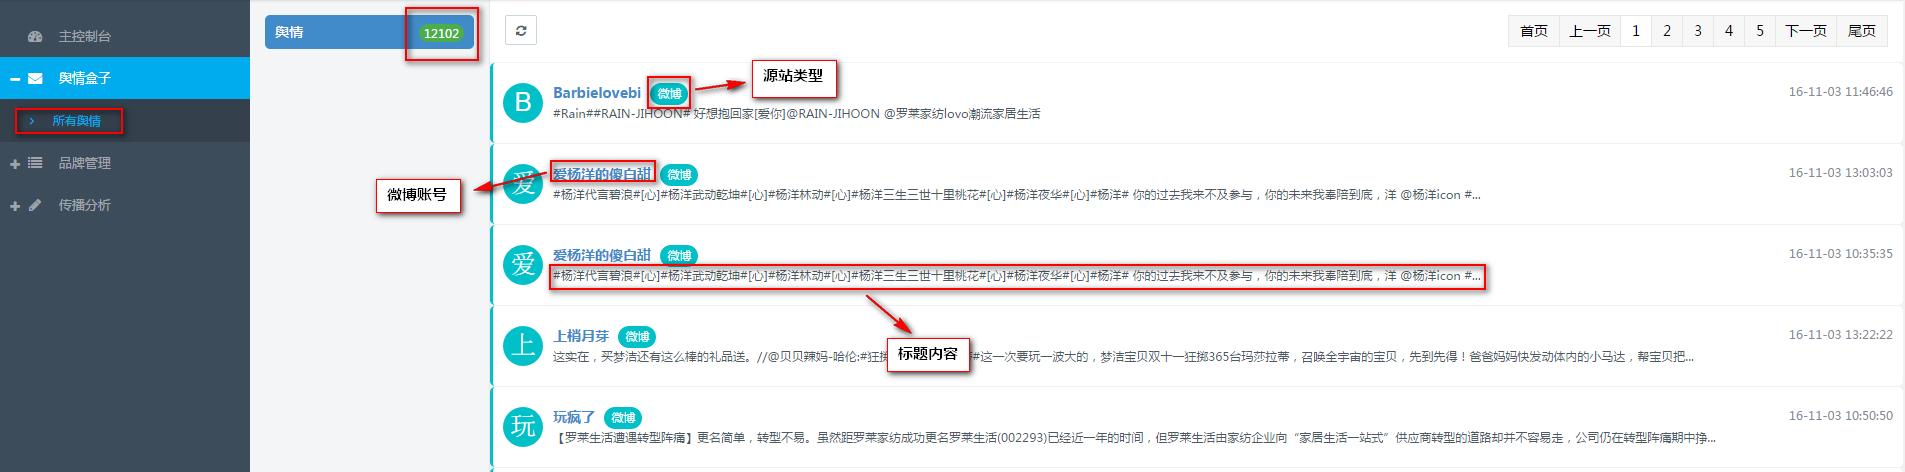 主控制台
舆情盒子
所有舆情
品牌管理
传播分析
舆情 12102
首页 上一页 1 2 3 4 5 下一页 尾页
源站类型
B
Barbielovebi 微博
16-11-03 11:46:46
#Rain##RAIN-JIHOON# 好想抱回家[爱你]@RAIN-JIHOON @罗莱家纺lovo潮流家居生活
微博账号
爱
爱杨洋的傻白甜 微博
16-11-03 13:03:03
#杨洋代言碧浪#[心]#杨洋武动乾坤#[心]#杨洋林动#[心]#杨洋三生三世十里桃花#[心]#杨洋夜华#[心]#杨洋# 你的过去我来不及参与，你的未来我奉陪到底，洋 @杨洋icon #...
爱
爱杨洋的傻白甜 微博
16-11-03 10:35:35
#杨洋代言碧浪#[心]#杨洋武动乾坤#[心]#杨洋林动#[心]#杨洋三生三世十里桃花#[心]#杨洋夜华#[心]#杨洋# 你的过去我来不及参与，你的未来我奉陪到底，洋 @杨洋icon #...
标题内容
上
上梢月芽 微博
16-11-03 13:22:22
这实在，买梦洁还有这么棒的礼品送。//@贝贝辣妈-哈伦:#狂掷 #这一次要玩一波大的，梦洁宝贝双十一狂掷365台玛莎拉蒂，召唤全宇宙的宝贝，先到先得！爸爸妈妈快发动体内的小马达，帮宝贝把...
玩
玩疯了 微博
16-11-03 10:50:50
【罗莱生活遭遇转型阵痛】更名简单，转型不易。虽然距罗莱家纺成功更名罗莱生活(002293)已经近一年的时间，但罗莱生活由家纺企业向“家居生活一站式”供应商转型的道路却并不容易走，公司仍在转型阵痛期中挣...